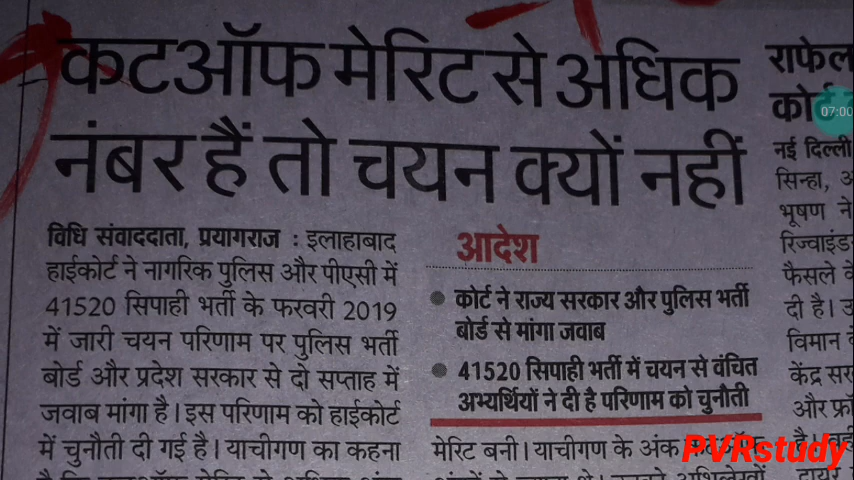 कटऑफ मेरिट से अधिक
नंबर हैं तो चयन क्यों नहीं
विधि संवाददाता, प्रयागराज : इलाहाबाद
हाईकोर्ट ने नागरिक पुलिस और पीएसी में
41520 सिपाही भर्ती के फरवरी 2019
में जारी चयन परिणाम पर पुलिस भर्ती
बोर्ड और प्रदेश सरकार से दो सप्ताह में
जवाब मांगा है। इस परिणाम को हाईकोर्ट
में चुनौती दी गई है। याचीगण का कहना
आदेश
कोर्ट ने राज्य सरकार और पुलिस भर्ती
बोर्ड से मांगा जवाब
41520 सिपाही भर्ती में चयन से वंचित
अभ्यर्थियों ने दी है परिणाम को चुनौती
मेरिट बनी। याचीगण के अंक
राफेल
07:00
नई दिल्ली
सिन्हा,
भूषण ने
फैसले
दी है।
विमान
केंद्र
और
PVRstudy